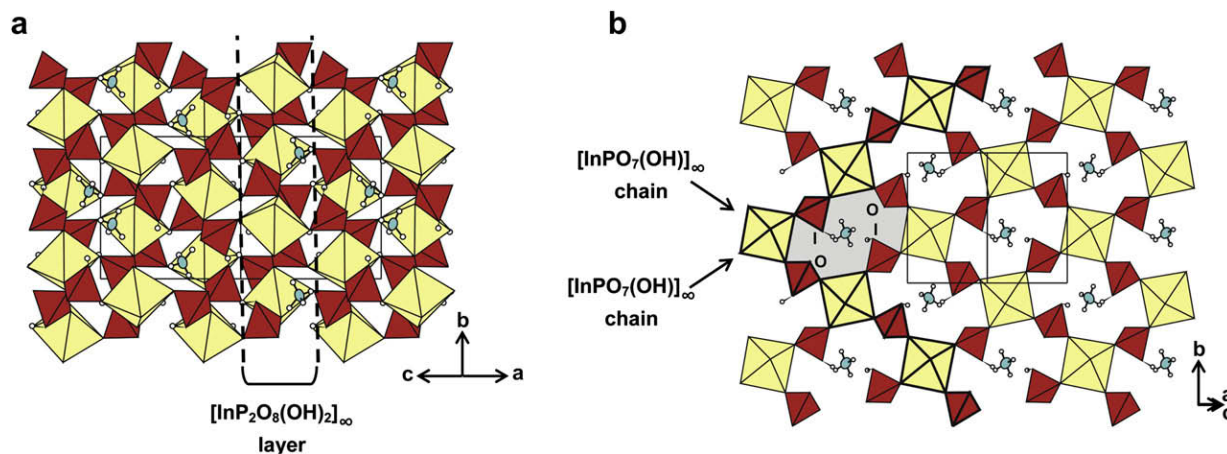 a
b
c
a
[InP₂O₈(OH)₂]∞
layer
b
[InPO₇(OH)]∞
chain
[InPO₇(OH)]∞
chain
O
O
b
a
c